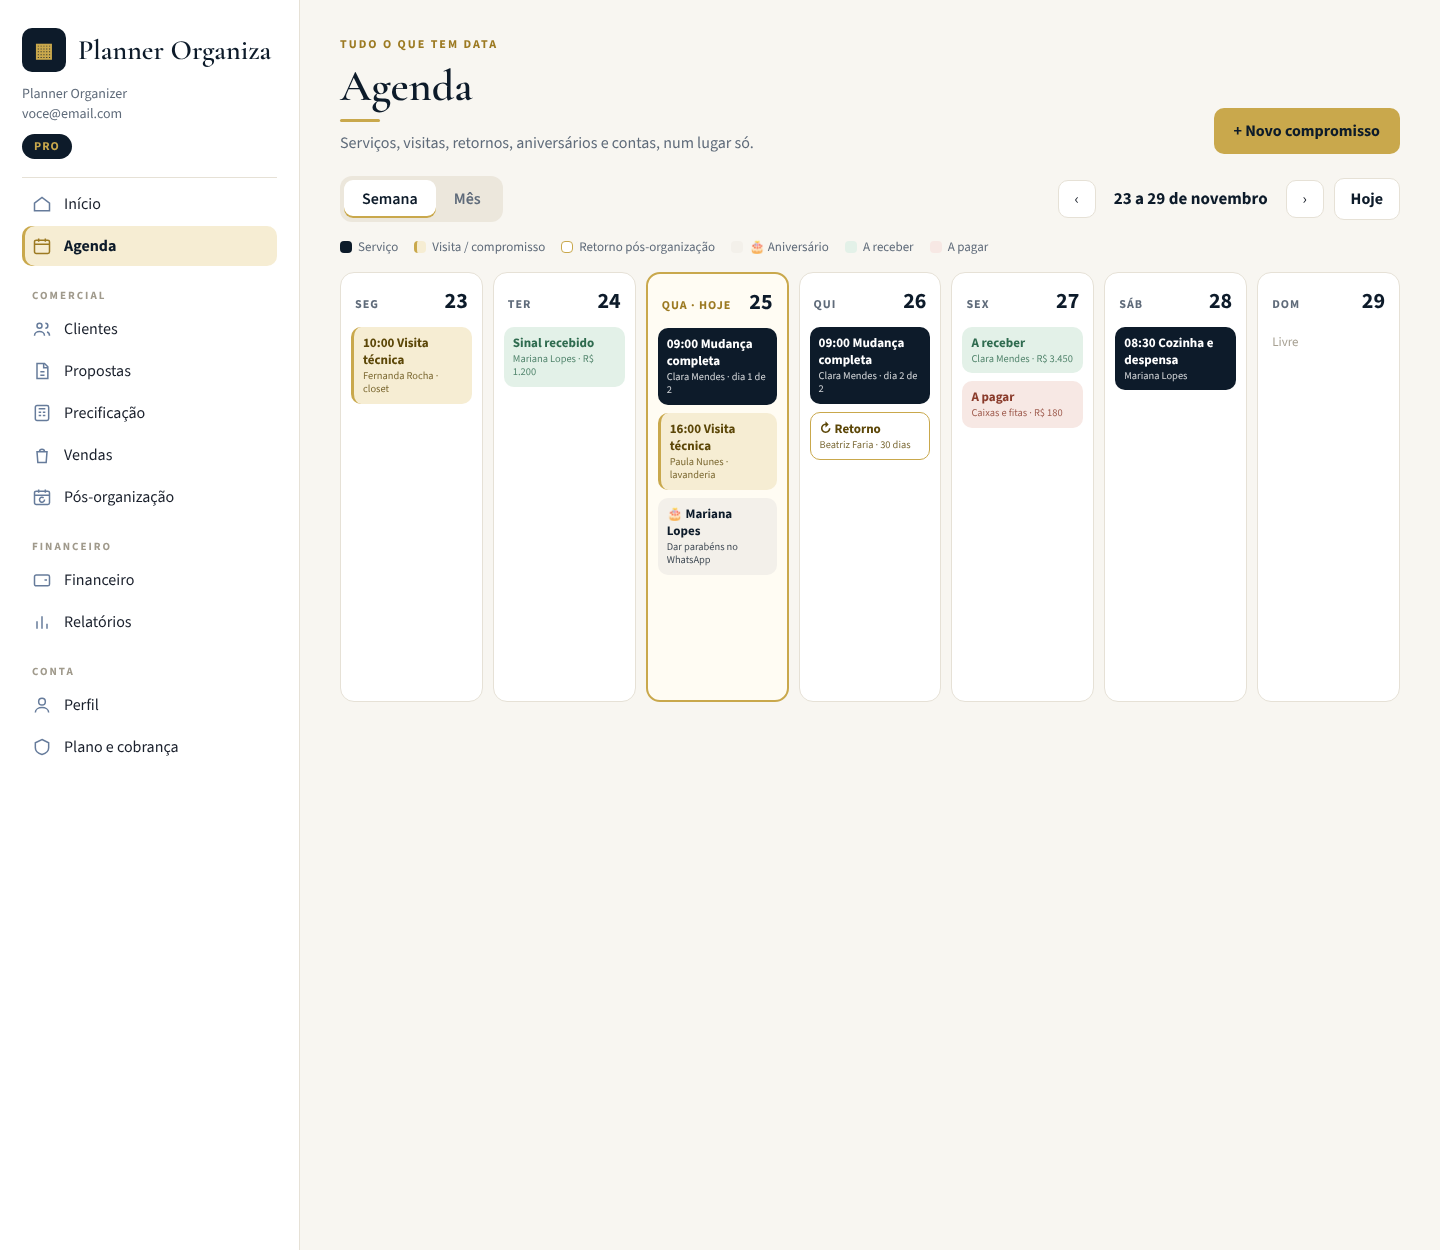 Planner Organiza
Planner Organizer
voce@email.com
PRO
Início
Agenda
COMERCIAL
Clientes
Propostas
Precificação
Vendas
Pós-organização
FINANCEIRO
Financeiro
Relatórios
CONTA
Perfil
Plano e cobrança
TUDO O QUE TEM DATA
Agenda
Serviços, visitas, retornos, aniversários e contas, num lugar só.
+ Novo compromisso
Semana Mês
‹ 23 a 29 de novembro › Hoje
Serviço Visita / compromisso Retorno pós-organização 🎂 Aniversário A receber A pagar
SEG 23
10:00 Visita
técnica
Fernanda Rocha ·
closet
TER 24
Sinal recebido
Mariana Lopes · R$
1.200
QUA · HOJE 25
09:00 Mudança
completa
Clara Mendes · dia 1 de
2
16:00 Visita
técnica
Paula Nunes ·
lavanderia
🎂 Mariana
Lopes
Dar parabéns no
WhatsApp
QUI 26
09:00 Mudança
completa
Clara Mendes · dia 2 de
2
↻ Retorno
Beatriz Faria · 30 dias
SEX 27
A receber
Clara Mendes · R$ 3.450
A pagar
Caixas e fitas · R$ 180
SÁB 28
08:30 Cozinha e
despensa
Mariana Lopes
DOM 29
Livre